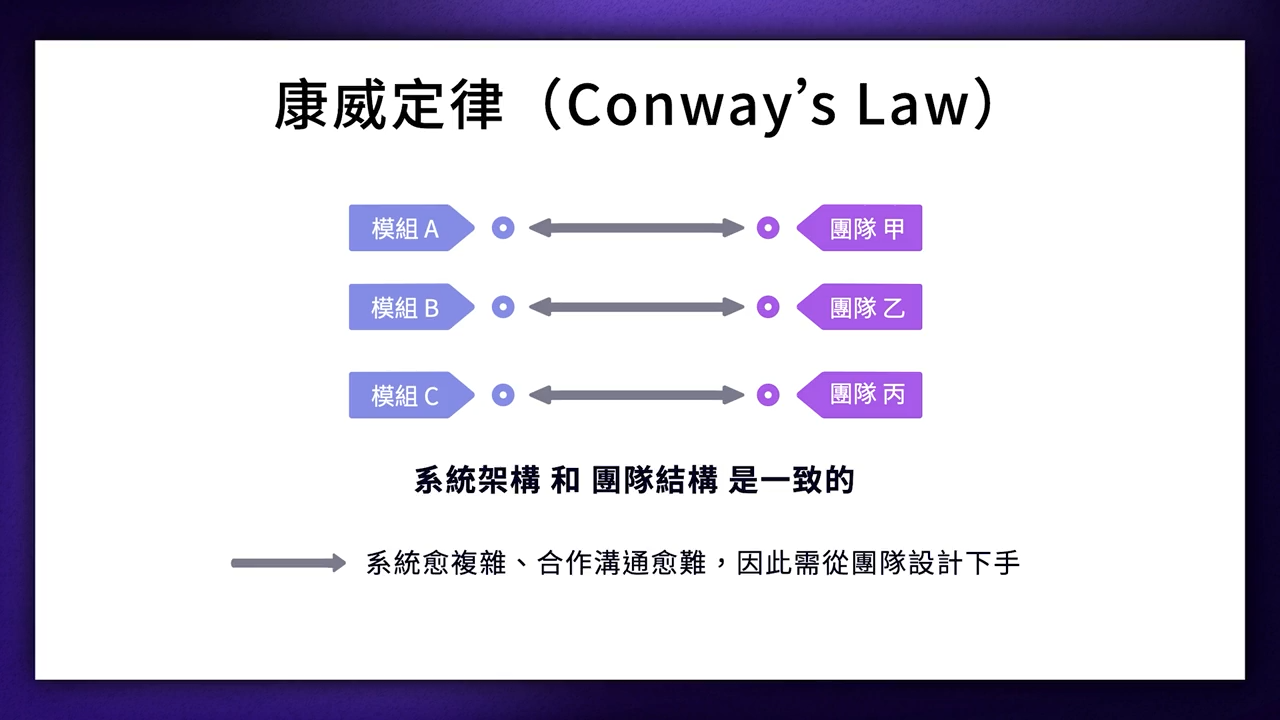 康威定律（Conway’s Law）
模組 A
團隊 甲
模組 B
團隊 乙
模組 C
團隊 丙
系統架構 和 團隊結構 是一致的
系統愈複雜、合作溝通愈難，因此需從團隊設計下手